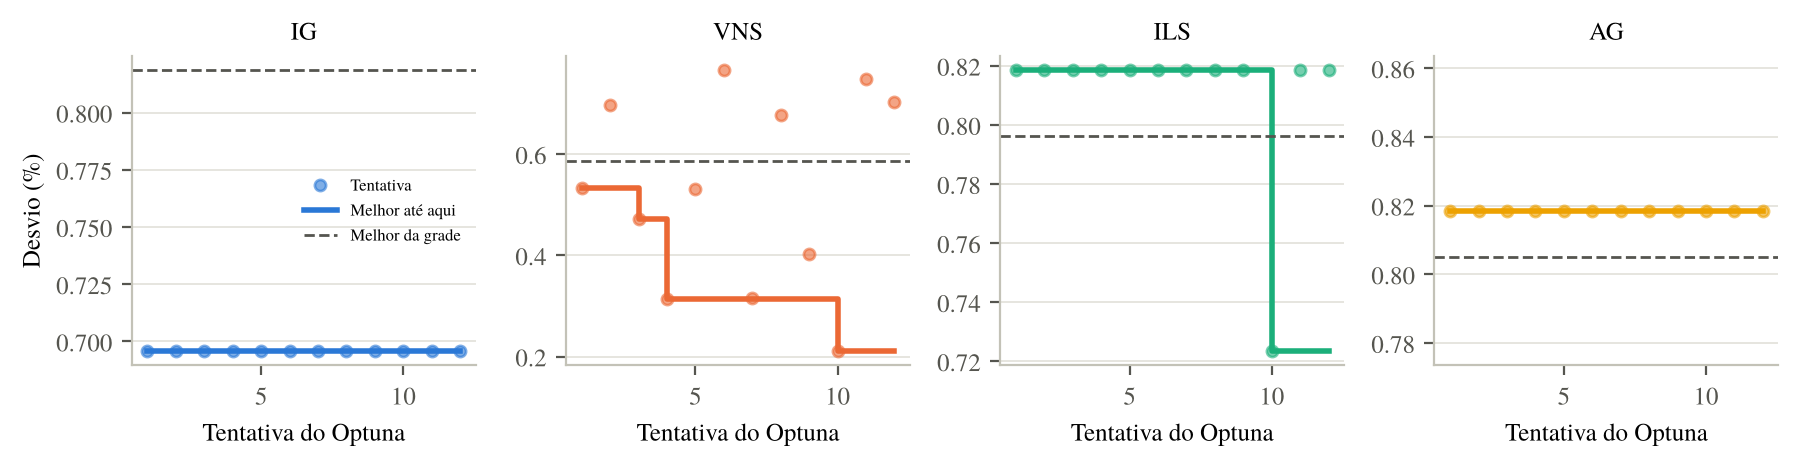 IG
VNS
ILS
AG
Desvio (%)
0.800
0.775
0.750
0.725
0.700
Tentativa
Melhor até aqui
Melhor da grade
5
10
Tentativa do Optuna
0.6
0.4
0.2
5
10
Tentativa do Optuna
0.82
0.80
0.78
0.76
0.74
0.72
5
10
Tentativa do Optuna
0.86
0.84
0.82
0.80
0.78
5
10
Tentativa do Optuna